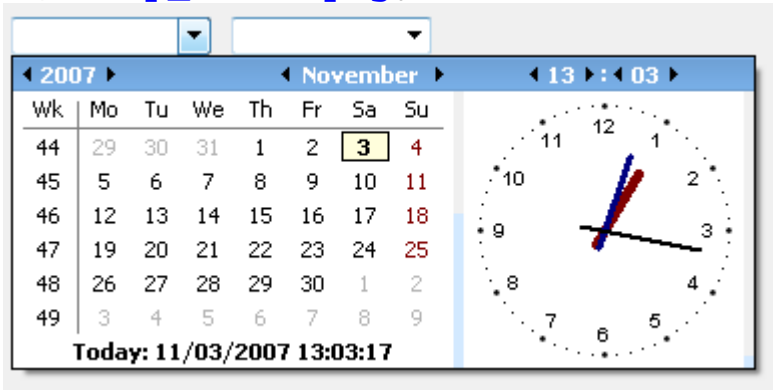 2007 November 13 : 03
Wk Mo Tu We Th Fr Sa Su
44 29 30 31 1 2 3 4
45 5 6 7 8 9 10 11
46 12 13 14 15 16 17 18
47 19 20 21 22 23 24 25
48 26 27 28 29 30 1 2
49 3 4 5 6 7 8 9
Today: 11/03/2007 13:03:17
12
11 1
10 2
9 3
8 4
7 5
6